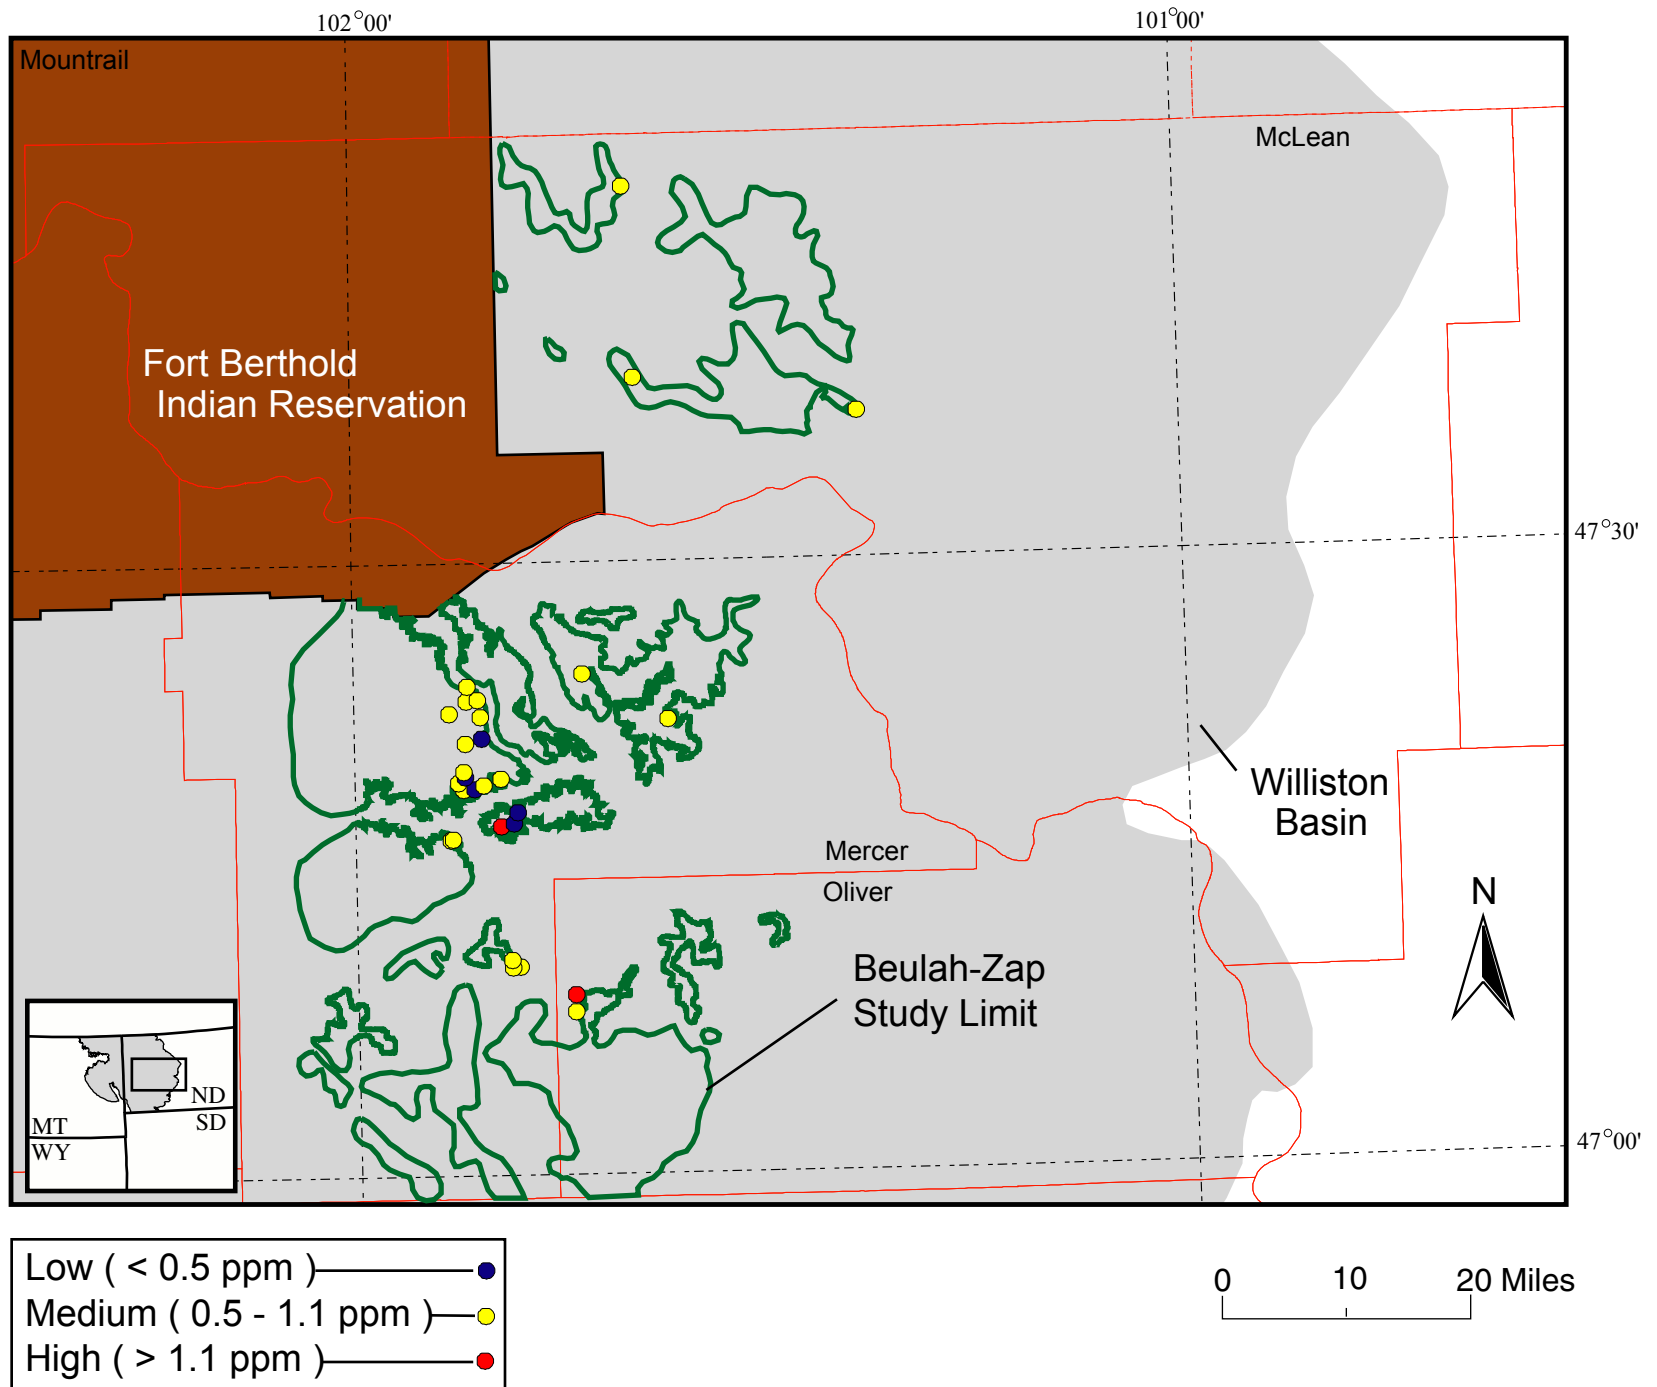 102°00'
101°00'
Mountrail
McLean
Fort Berthold
Indian Reservation
47°30'
Williston
Basin
Mercer
Oliver
N
Beulah-Zap
Study Limit
ND
SD
MT
WY
47°00'
Low ( < 0.5 ppm )
Medium ( 0.5 - 1.1 ppm )
High ( > 1.1 ppm )
0 10 20 Miles